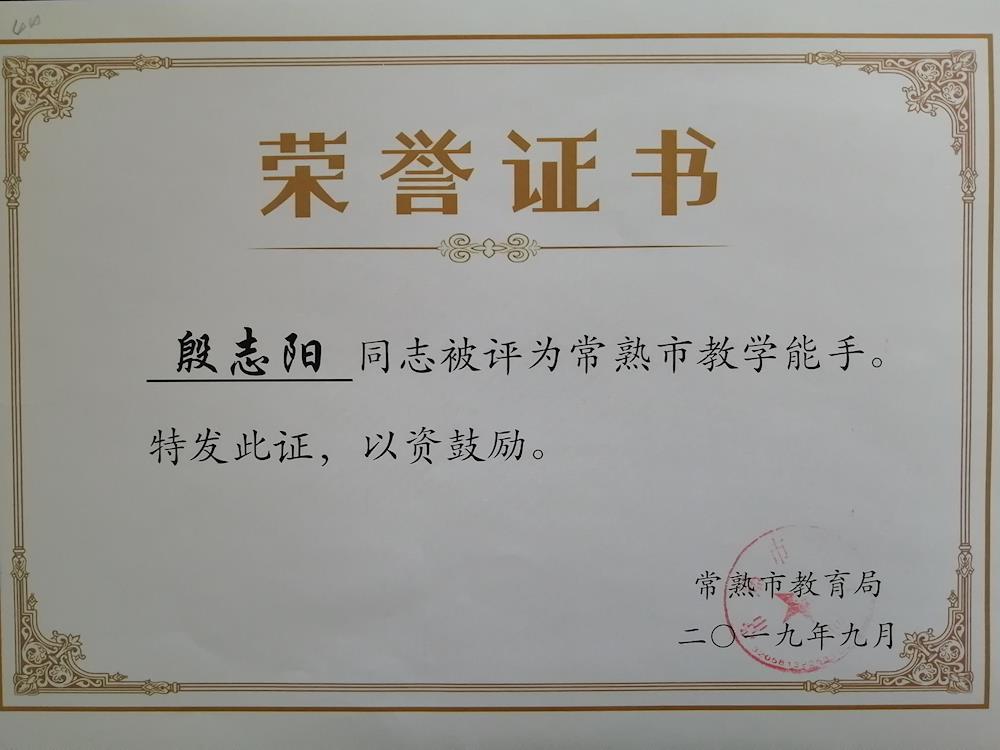 荣誉证书
殷志阳 同志被评为常熟市教学能手。
特发此证，以资鼓励。
常熟市教育局
二〇一九年九月